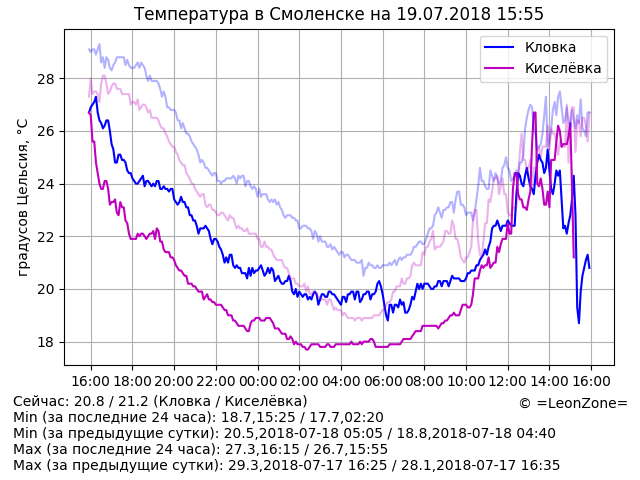 Температура в Смоленске на 19.07.2018 15:55
Кловка
Киселёвка
градусов Цельсия, °C
28
26
24
22
20
18
16:00 18:00 20:00 22:00 00:00 02:00 04:00 06:00 08:00 10:00 12:00 14:00 16:00
Сейчас: 20.8 / 21.2 (Кловка / Киселёвка)
© =LeonZone=
Min (за последние 24 часа): 18.7,15:25 / 17.7,02:20
Min (за предыдущие сутки): 20.5,2018-07-18 05:05 / 18.8,2018-07-18 04:40
Max (за последние 24 часа): 27.3,16:15 / 26.7,15:55
Max (за предыдущие сутки): 29.3,2018-07-17 16:25 / 28.1,2018-07-17 16:35